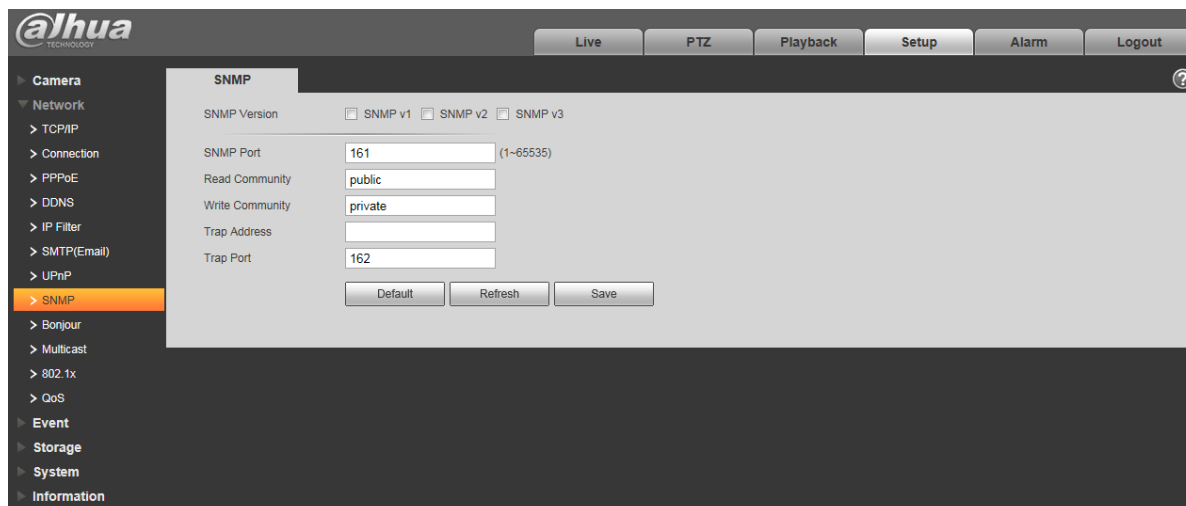 alhua
TECHNOLOGY
Live PTZ Playback Setup Alarm Logout
Camera
Network
> TCP/IP
> Connection
> PPPoE
> DDNS
> IP Filter
> SMTP(Email)
> UPnP
> SNMP
> Bonjour
> Multicast
> 802.1x
> QoS
Event
Storage
System
Information
SNMP
?
SNMP Version SNMP v1 SNMP v2 SNMP v3
SNMP Port 161 (1~65535)
Read Community public
Write Community private
Trap Address
Trap Port 162
Default Refresh Save